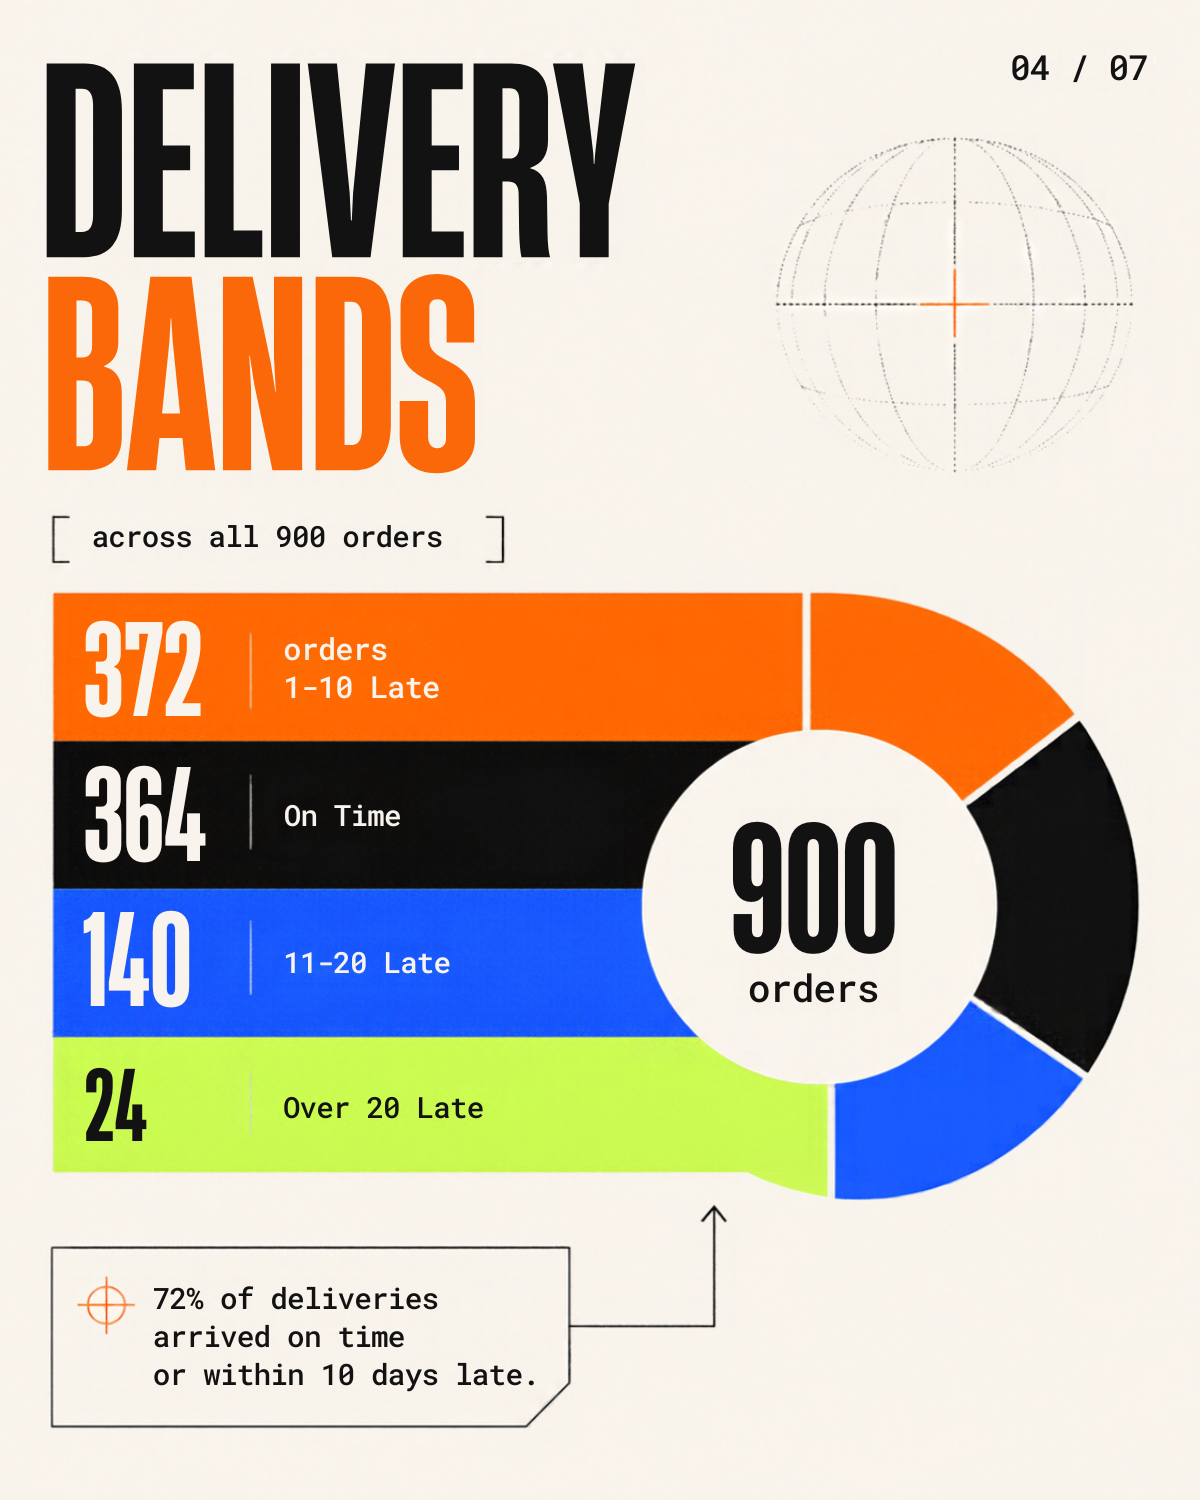 DELIVERY
BANDS
04 / 07
across all 900 orders
372
orders
1-10 Late
364
On Time
140
11-20 Late
24
Over 20 Late
900
orders
72% of deliveries
arrived on time
or within 10 days late.